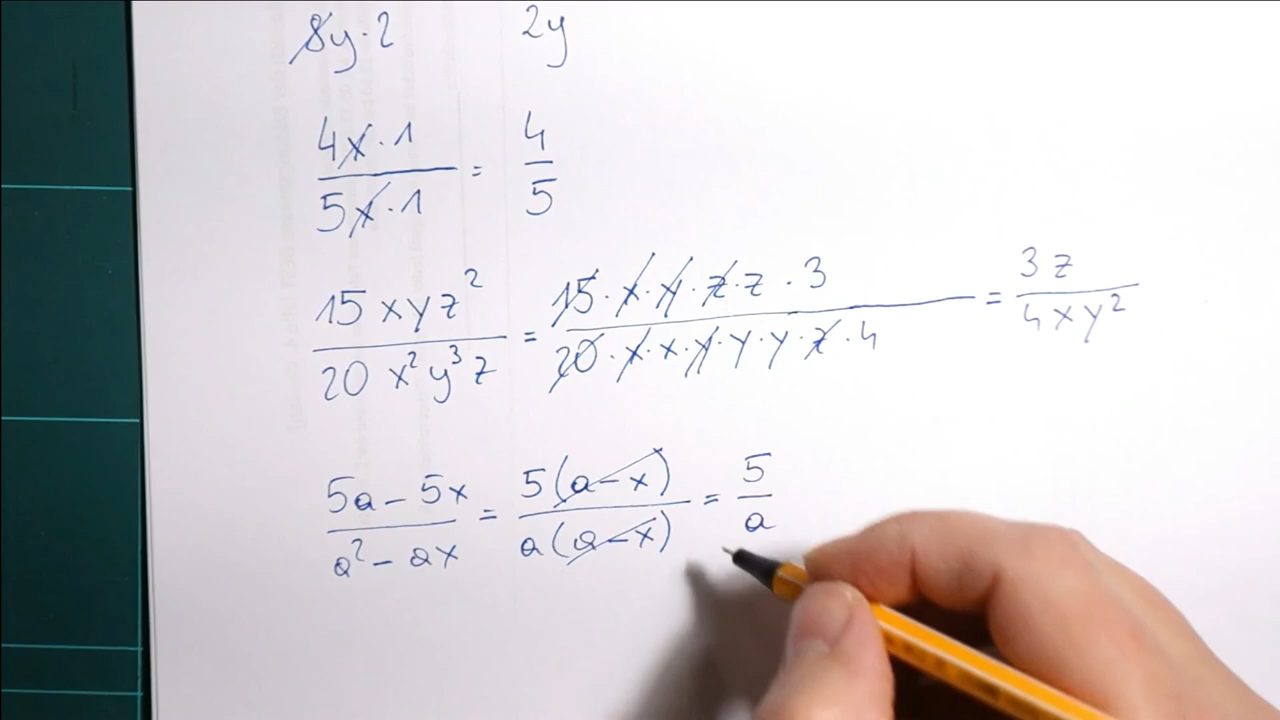 8y·2 2y
4x·1 4
5x·1 = 5
15xyz² = 15·x·y·z·z·3 = 3z
20x²y³z 20·x·x·y·y·y·z·4 4xy²
5a-5x = 5(a-x) = 5
a²-ax a(a-x) a